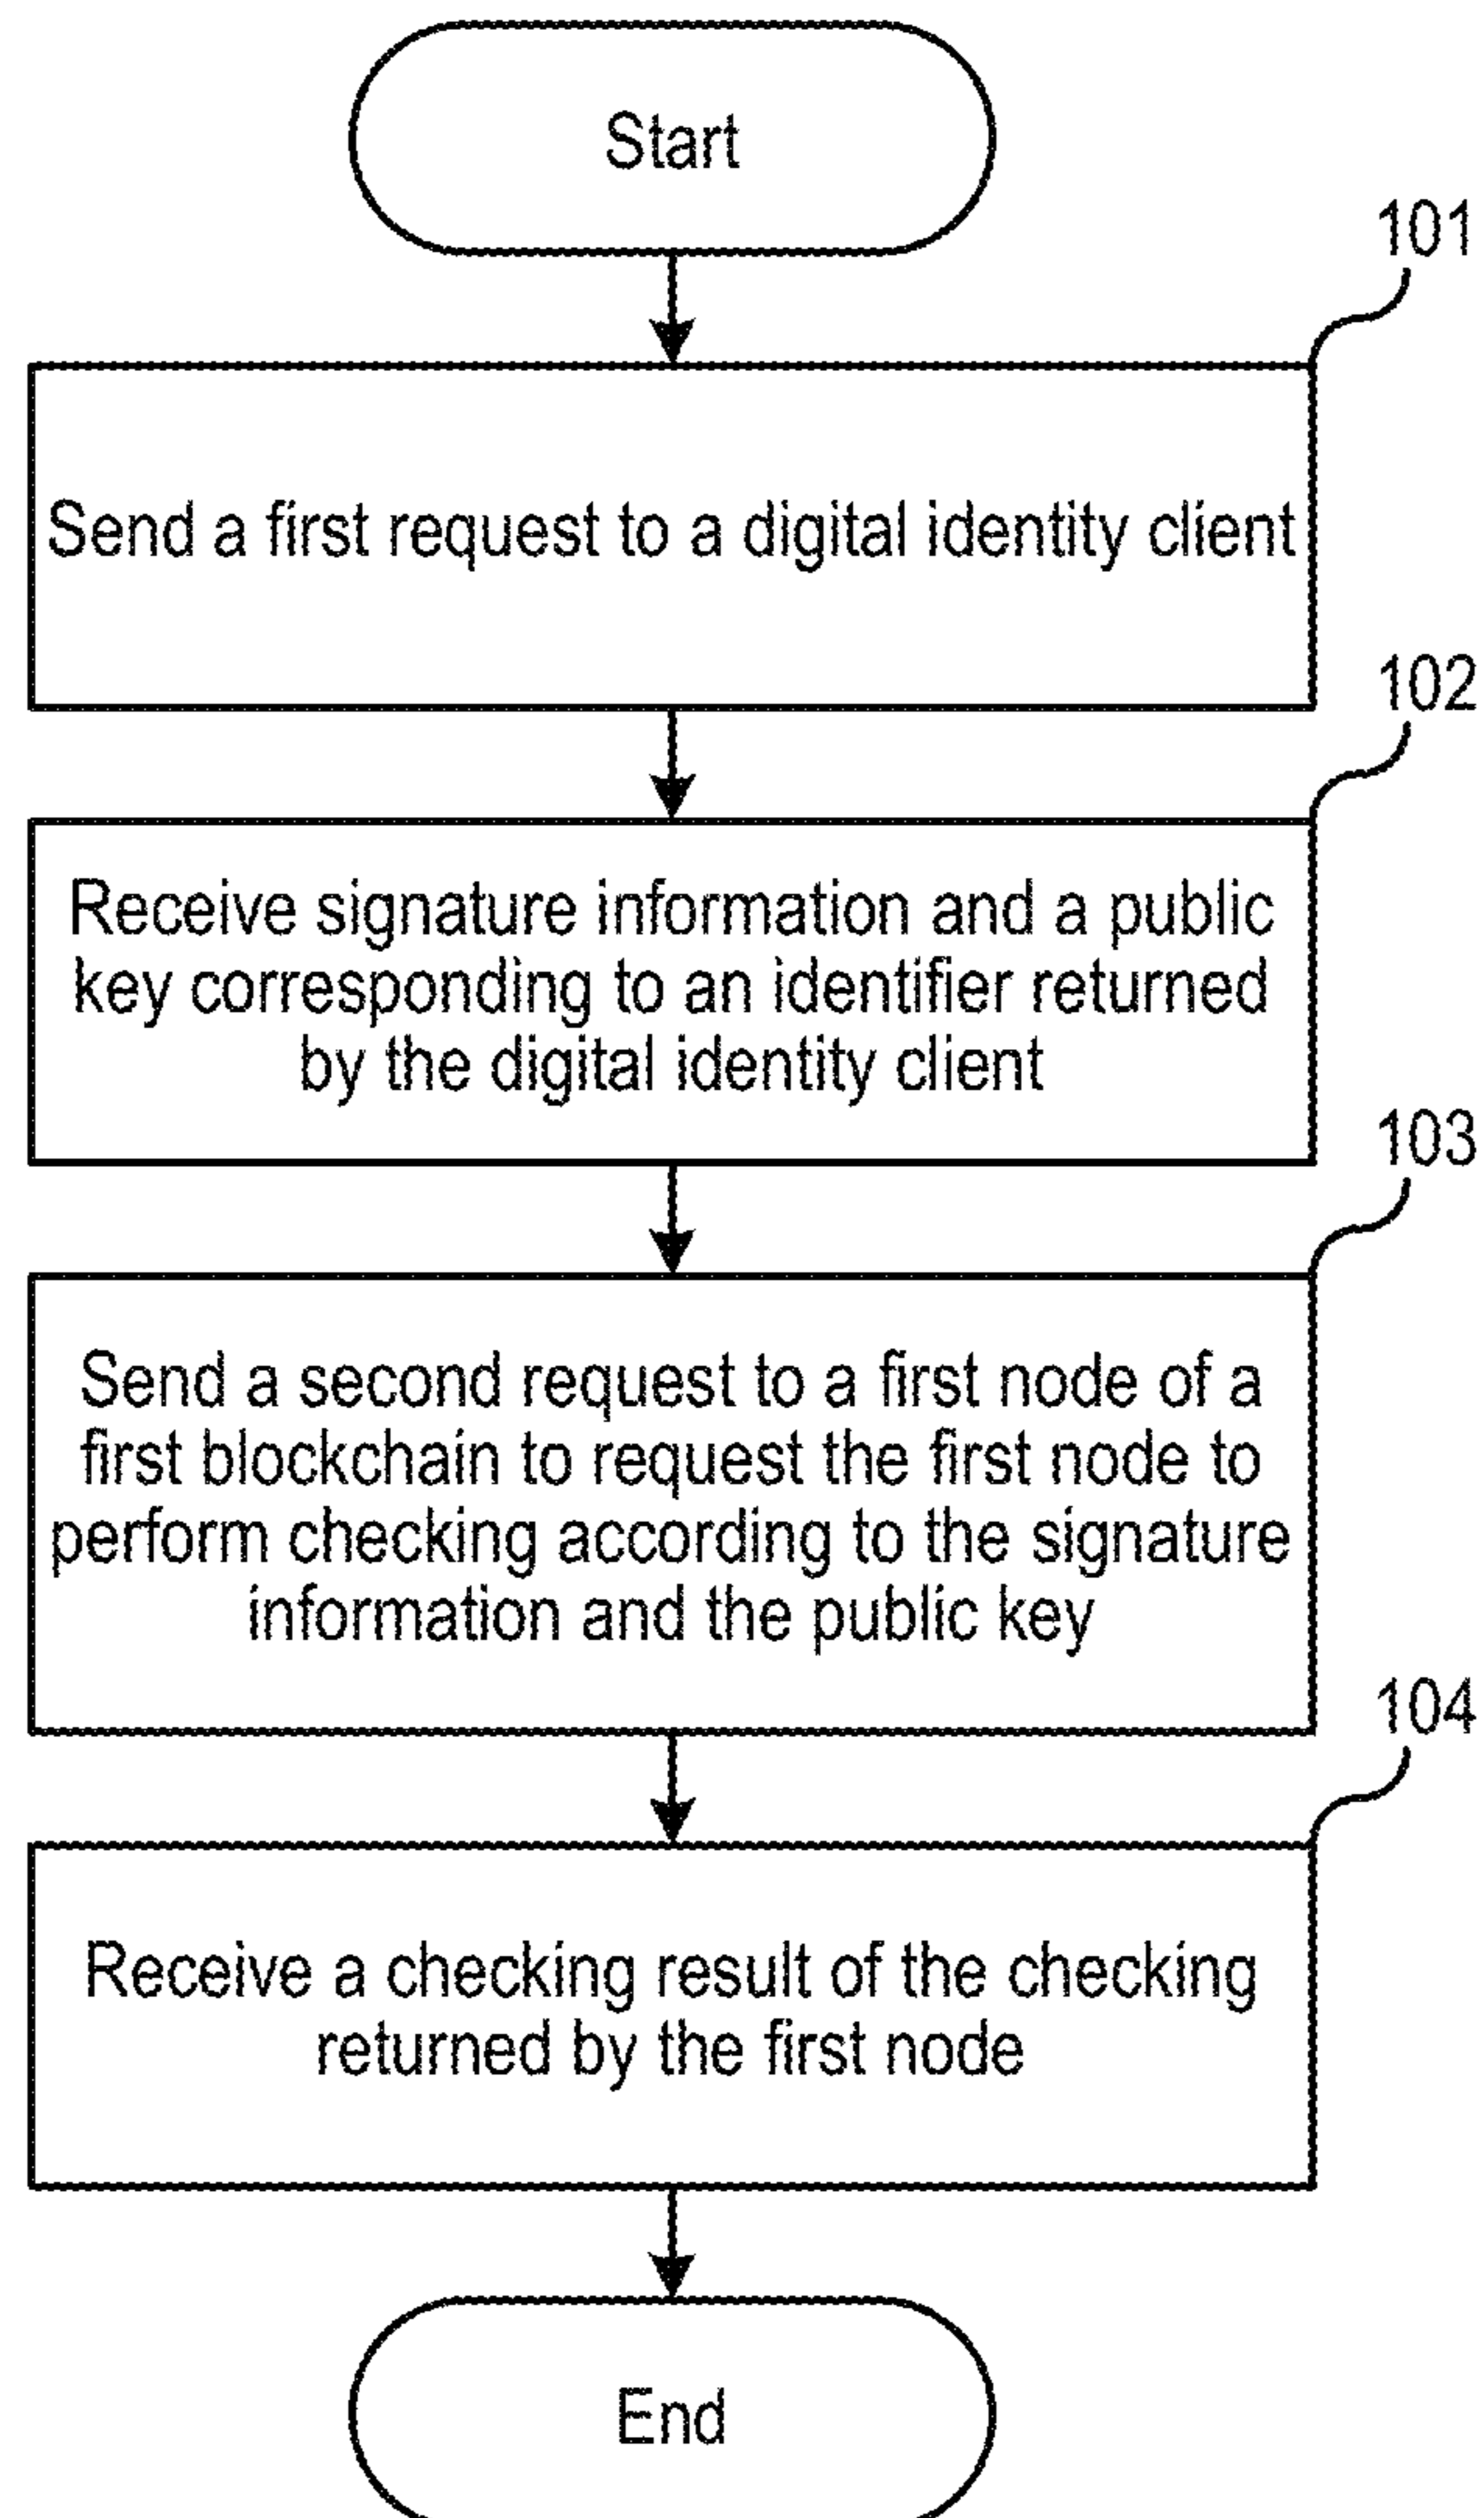 Start
101
Send a first request to a digital identity client
102
Receive signature information and a public
key corresponding to an identifier returned
by the digital identity client
103
Send a second request to a first node of a
first blockchain to request the first node to
perform checking according to the signature
information and the public key
104
Receive a checking result of the checking
returned by the first node
End